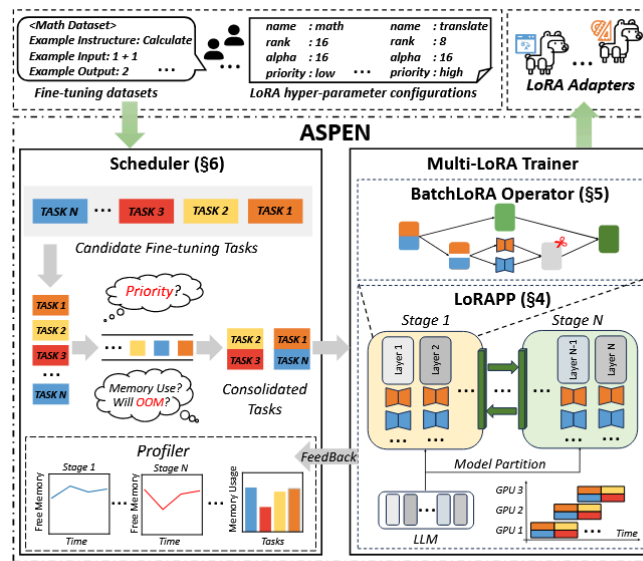 <Math Dataset>
Example Instructure: Calculate
Example Input: 1 + 1
Example Output: 2 ...
Fine-tuning datasets
...
name : math name : translate
rank : 16 rank : 8
alpha : 16 alpha : 16
priority : low ... priority : high
LoRA hyper-parameter configurations
...
LoRA Adapters
ASPEN
Scheduler (§6)
TASK N ... TASK 3 TASK 2 TASK 1
Candidate Fine-tuning Tasks
TASK 1
TASK 2
TASK 3
...
TASK N
Priority?
...
Memory Use?
Will OOM?
TASK 2 TASK 1
TASK 3 TASK N
Consolidated
Tasks
Profiler
Stage 1
Free Memory
Time
...
Stage N
Free Memory
Time
...
Memory Usage
Tasks
FeedBack
Multi-LoRA Trainer
BatchLoRA Operator (§5)
LoRAPP (§4)
Stage 1
Layer 1
Layer 2
...
...
...
Stage N
...
Layer N-1
Layer N
...
...
Model Partition
...
LLM
GPU 3
GPU 2
GPU 1
... Time